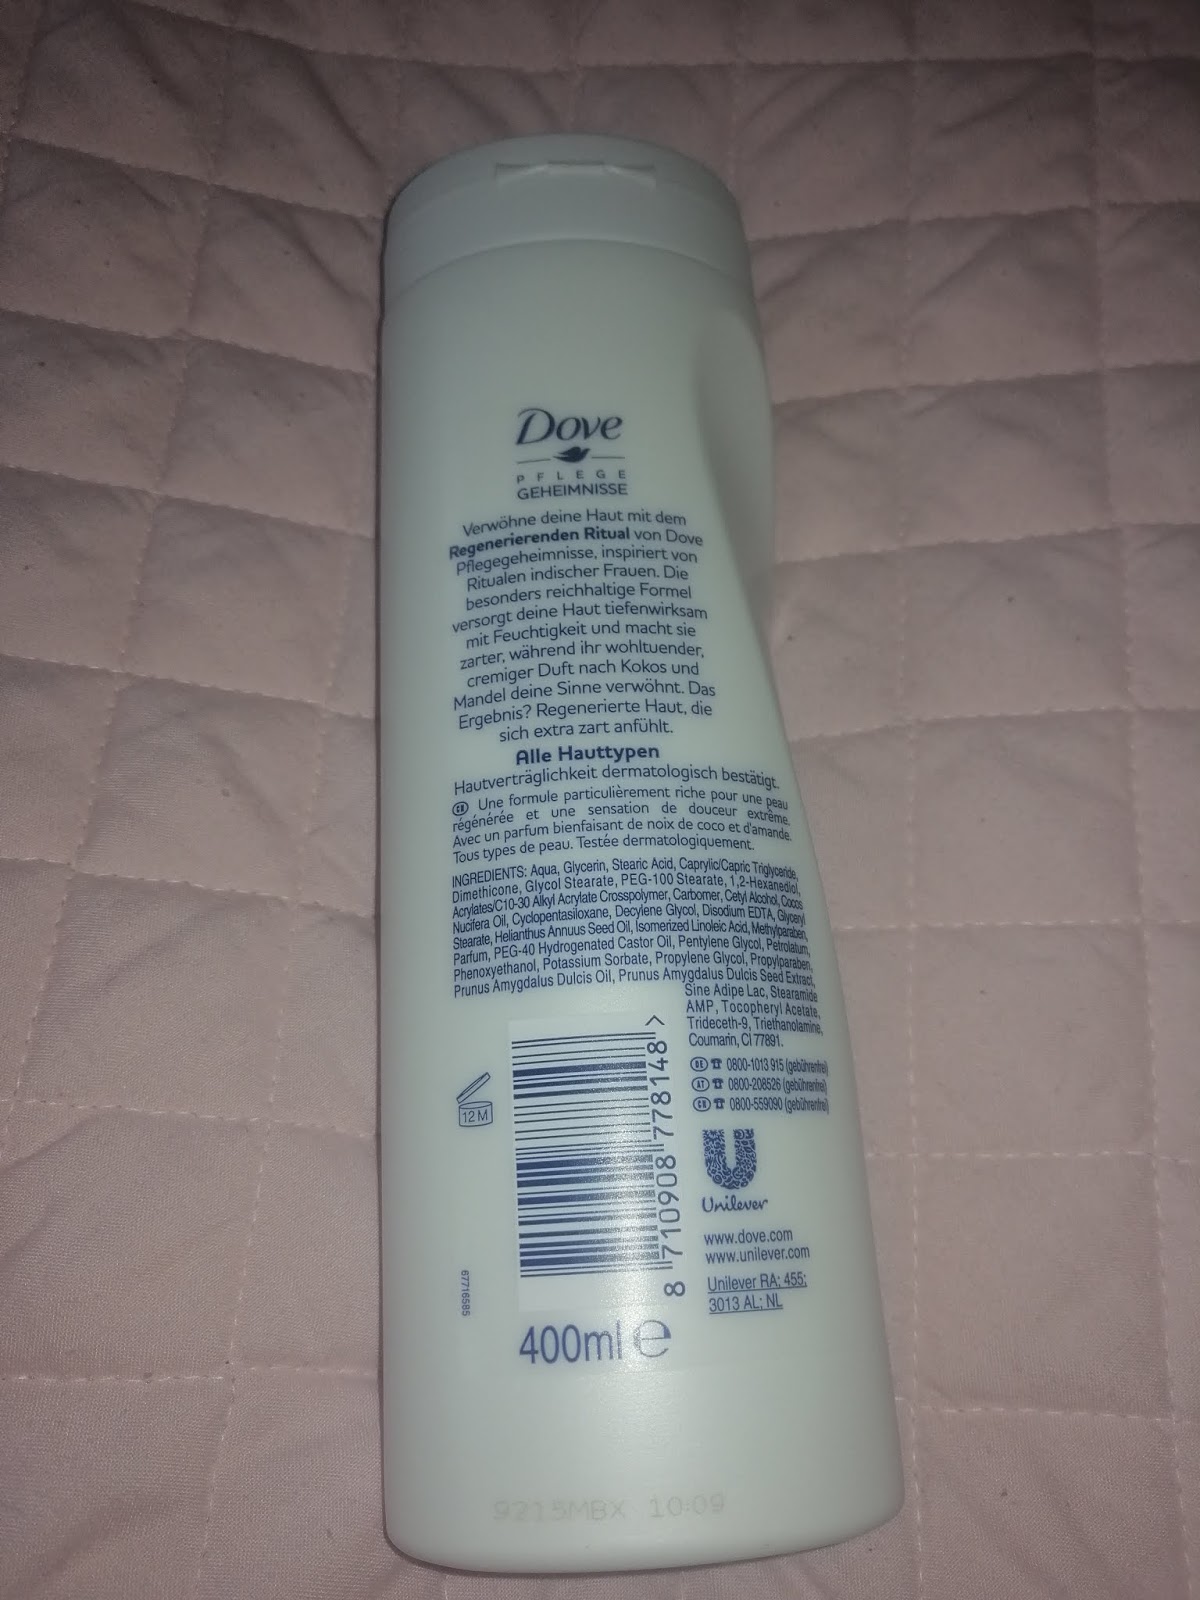 Dove
PFLEGE
GEHEIMNISSE
Verwöhne deine Haut mit dem
Regenerierenden Ritual von Dove
Pflegegeheimnisse, inspiriert von
Ritualen indischer Frauen. Die
besonders reichhaltige Formel
versorgt deine Haut tiefenwirksam
mit Feuchtigkeit und macht sie
zarter, während ihr wohltuender,
cremiger Duft nach Kokos und
Mandel deine Sinne verwöhnt. Das
Ergebnis? Regenerierte Haut, die
sich extra zart anfühlt.
Alle Hauttypen
Hautverträglichkeit dermatologisch bestätigt.
CH Une formule particulièrement riche pour une peau
régénérée et une sensation de douceur extrême.
Avec un parfum bienfaisant de noix de coco et d'amande.
Tous types de peau. Testée dermatologiquement.
INGREDIENTS: Aqua, Glycerin, Stearic Acid, Caprylic/Capric Triglyceride,
Dimethicone, Glycol Stearate, PEG-100 Stearate, 1,2-Hexanediol,
Acrylates/C10-30 Alkyl Acrylate Crosspolymer, Carbomer, Cetyl Alcohol, Cocos
Nucifera Oil, Cyclopentasiloxane, Decylene Glycol, Disodium EDTA, Glyceryl
Stearate, Helianthus Annuus Seed Oil, Isomerized Linoleic Acid, Methylparaben,
Parfum, PEG-40 Hydrogenated Castor Oil, Pentylene Glycol, Petrolatum,
Phenoxyethanol, Potassium Sorbate, Propylene Glycol, Propylparaben,
Prunus Amygdalus Dulcis Oil, Prunus Amygdalus Dulcis Seed Extract,
Sine Adipe Lac, Stearamide
AMP, Tocopheryl Acetate,
Trideceth-9, Triethanolamine,
Coumarin, CI 77891.
DE 0800-1013 915 (gebührenfrei)
AT 0800-208526 (gebührenfrei)
CH 0800-559090 (gebührenfrei)
12 M
8 710908 778148 >
Unilever
www.dove.com
www.unilever.com
Unilever RA; 455;
3013 AL; NL
67716585
400ml e
9215MBX 10:09